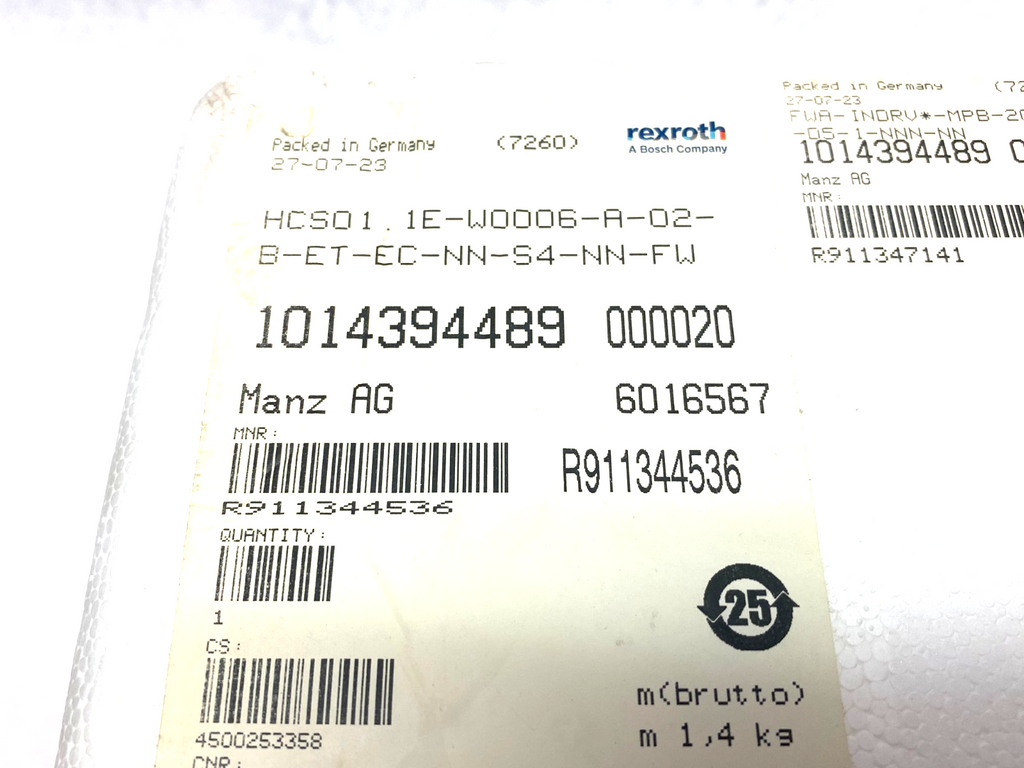 Packed in Germany (7260)
27-07-23
rexroth
A Bosch Company
HCS01.1E-W0006-A-02-
B-ET-EC-NN-S4-NN-FW
1014394489 000020
Manz AG 6016567
MNR:
R911344536
R911344536
QUANTITY:
1
CS:
25
4500253358
m(brutto)
m 1,4 kg
CNR:
Packed in Germany
27-07-23
FWA-INDRV*-MPB-
-D5-1-NNN-NN
1014394489
Manz AG
MNR:
R911347141